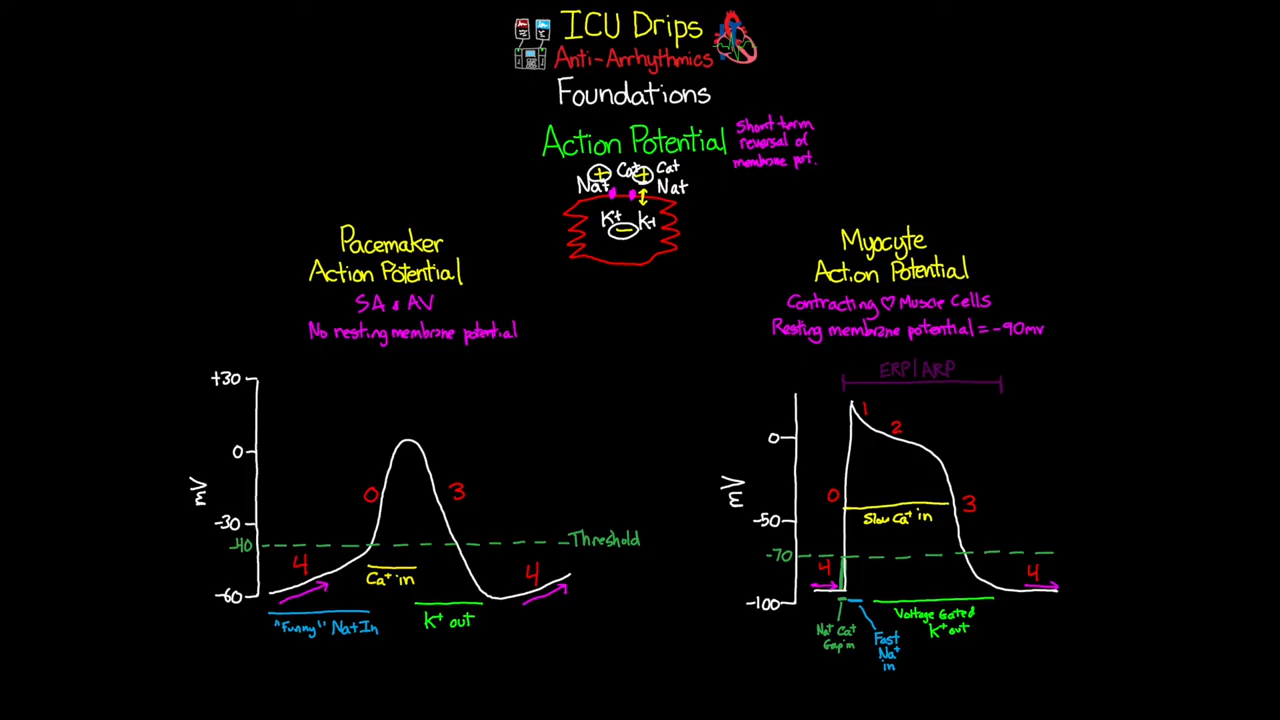 ICU Drips
Anti-Arrhythmics
Foundations
Action Potential
Short term
reversal of
membrane pot.
+ Ca+ + Ca+
Na+ Na+
K+ K+
−
Pacemaker
Action Potential
SA & AV
No resting membrane potential
+30
0
-30
-40
-60
mV
0
3
4
4
Threshold
Ca+ in
K+ out
"Funny" Na+ In
Myocyte
Action Potential
Contracting ♡ Muscle Cells
Resting membrane potential = -90mv
ERP/ARP
0
-50
-70
-100
mV
1
2
0
3
4
4
Slow Ca+ in
Voltage Gated
K+ out
Na+ Ca+
Gap in
Fast
Na+
in